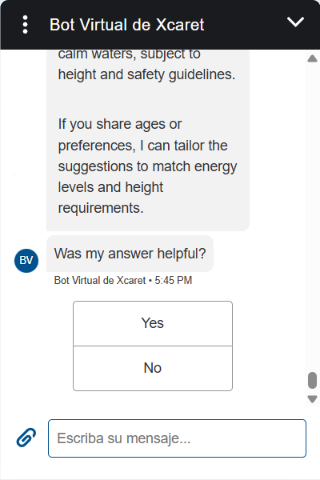 Bot Virtual de Xcaret
calm waters, subject to
height and safety guidelines.
If you share ages or
preferences, I can tailor the
suggestions to match energy
levels and height
requirements.
Was my answer helpful?
BV
Bot Virtual de Xcaret • 5:45 PM
Yes
No
Escriba su mensaje...